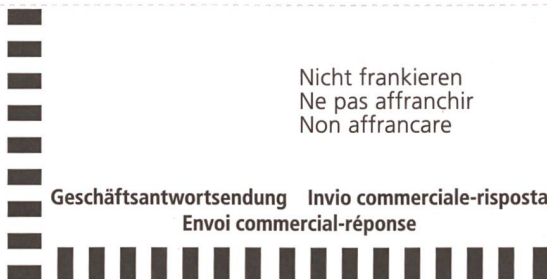 Nicht frankieren
Ne pas affranchir
Non affrancare
Geschäftsantwortsendung Invio commerciale-risposta
Envoi commercial-réponse